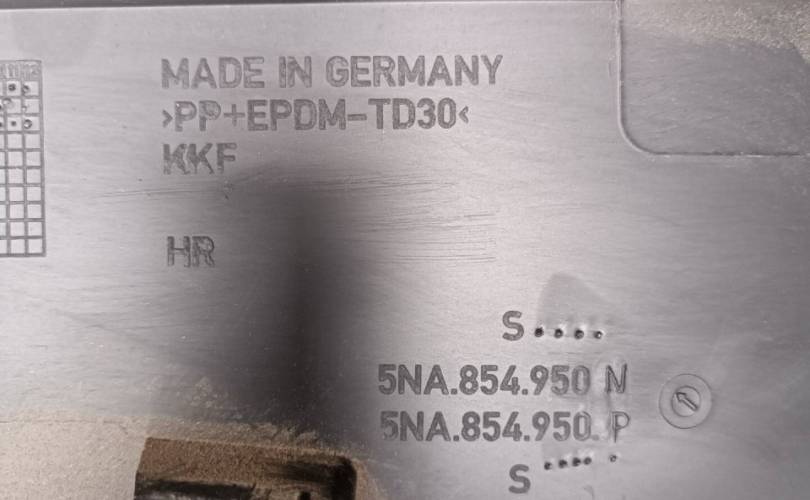 MADE IN GERMANY
>PP+EPDM-TD30<
KKF
HR
S....
5NA.854.950 N
5NA.854.950. P
S....